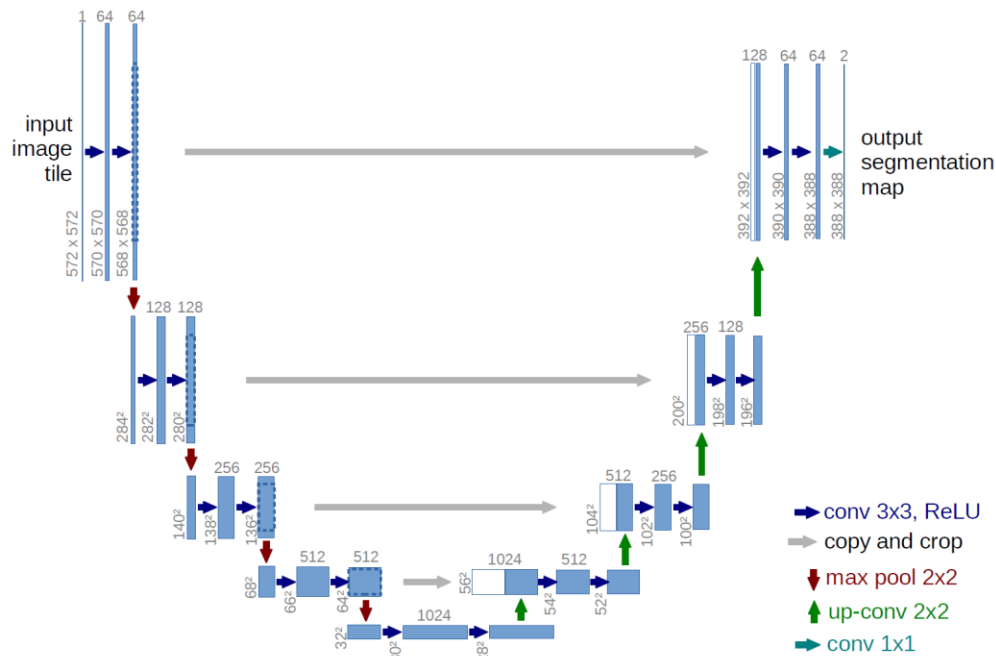 1
64
64
input
image
tile
572 x 572
570 x 570
568 x 568
128
64
64
2
output
segmentation
map
392 x 392
390 x 390
388 x 388
388 x 388
128
128
284²
282²
280²
256
128
200²
198²
196²
256
256
140²
138²
136²
512
256
104²
102²
100²
512
512
68²
66²
64²
1024
512
56²
54²
52²
1024
32²
conv 3x3, ReLU
copy and crop
max pool 2x2
up-conv 2x2
conv 1x1